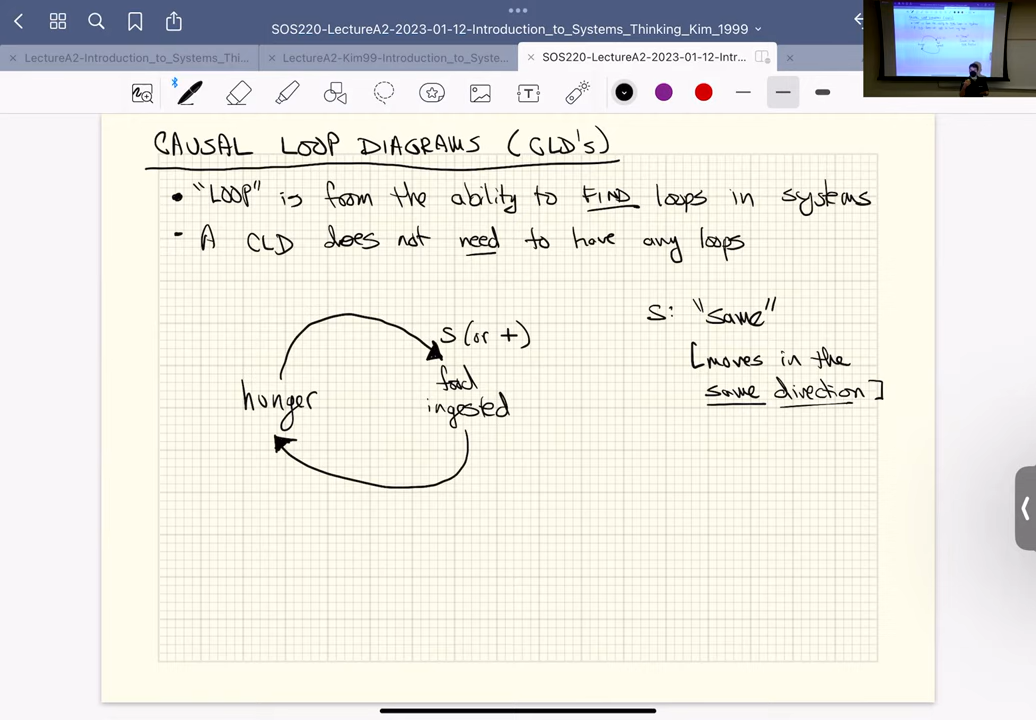 SOS220-LectureA2-2023-01-12-Introduction_to_Systems_Thinking_Kim_1999
LectureA2-Introduction_to_Systems_Thi...
LectureA2-Kim99-Introduction_to_Syste...
SOS220-LectureA2-2023-01-12-Intr...
CAUSAL LOOP DIAGRAMS (CLD's)
• "LOOP" is from the ability to FIND loops in systems
- A CLD does not need to have any loops
s: "same"
[moves in the
same direction]
s (or +)
hunger
food
ingested